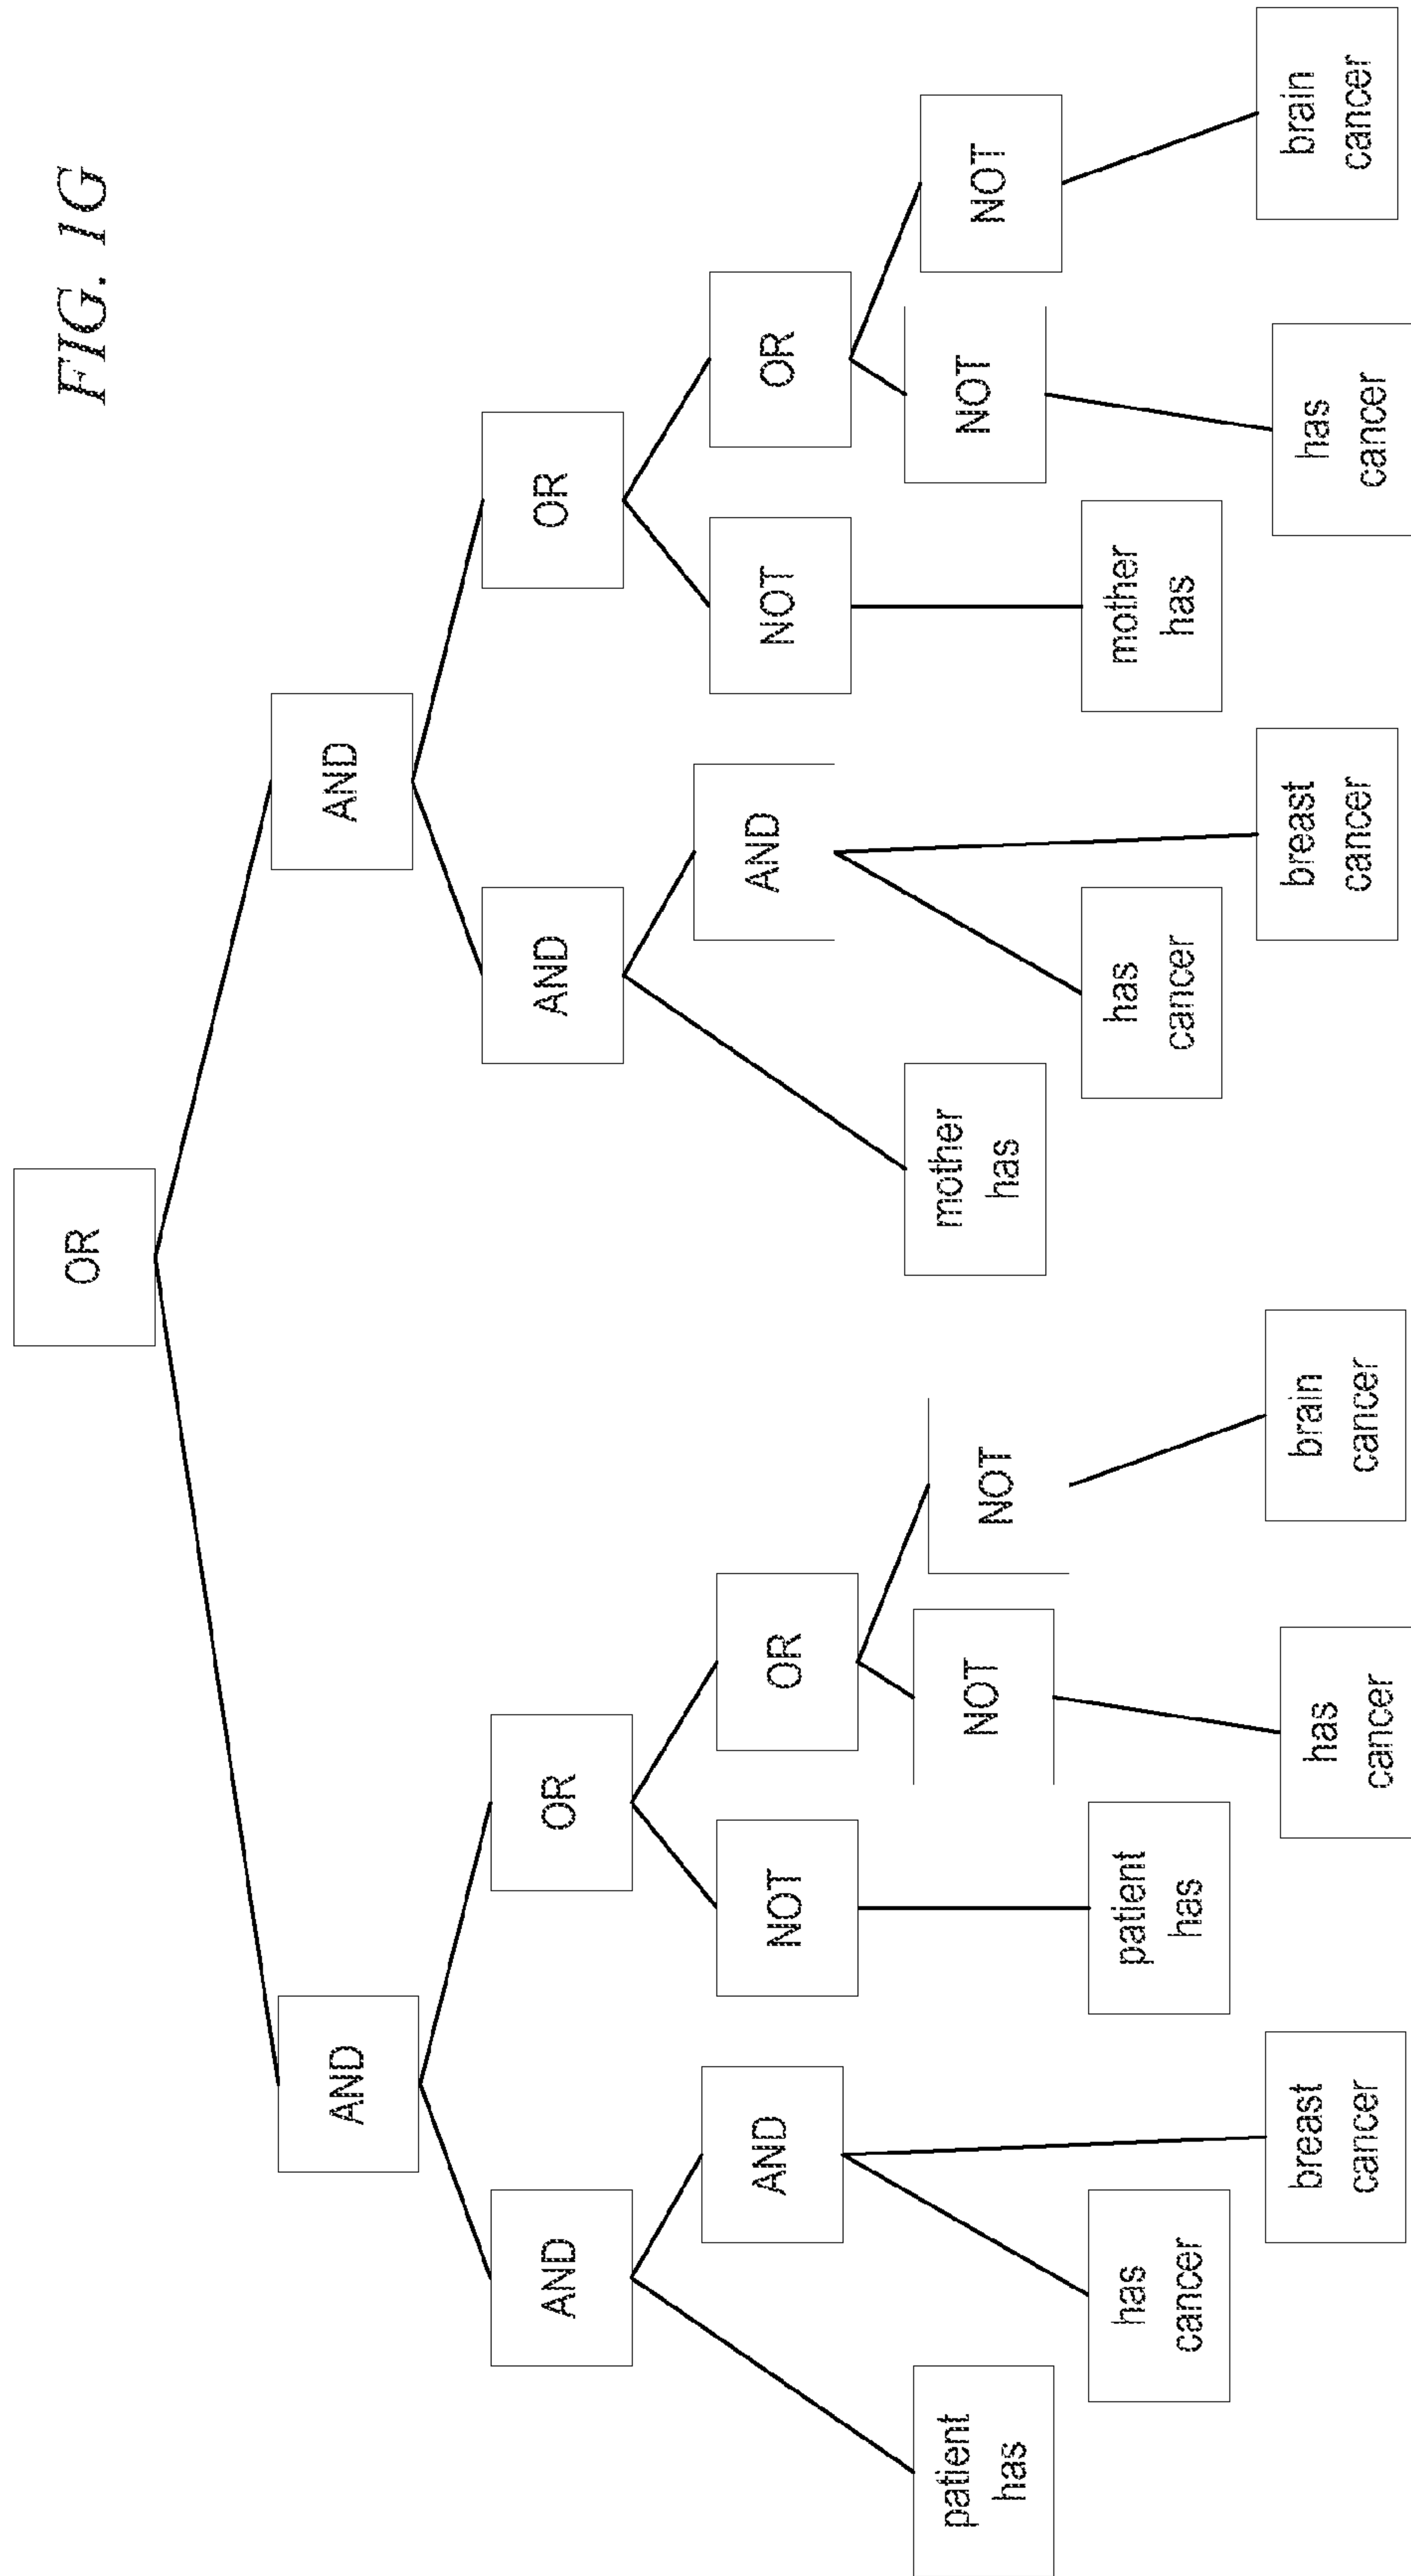 FIG. 1G
OR
AND
AND
AND
OR
AND
OR
AND
NOT
OR
AND
NOT
OR
patient
has
NOT
NOT
mother
has
NOT
NOT
has
cancer
patient
has
has
cancer
mother
has
breast
cancer
has
cancer
brain
cancer
breast
cancer
has
cancer
brain
cancer